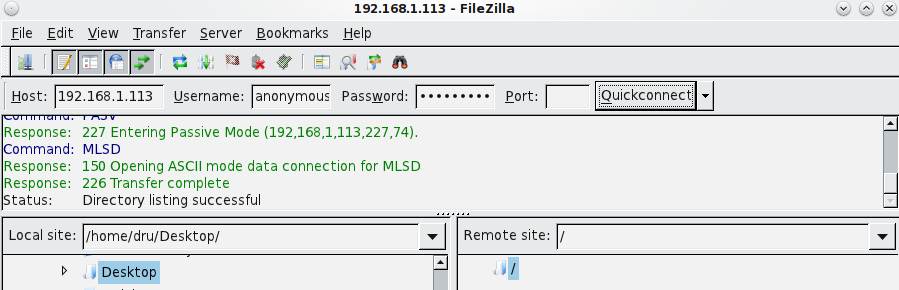 192.168.1.113 - FileZilla
File Edit View Transfer Server Bookmarks Help
Host: 192.168.1.113 Username: anonymous Password: ••••••••• Port: Quickconnect
Command: PASV
Response: 227 Entering Passive Mode (192,168,1,113,227,74).
Command: MLSD
Response: 150 Opening ASCII mode data connection for MLSD
Response: 226 Transfer complete
Status: Directory listing successful
Local site: /home/dru/Desktop/
Remote site: /
Desktop
/